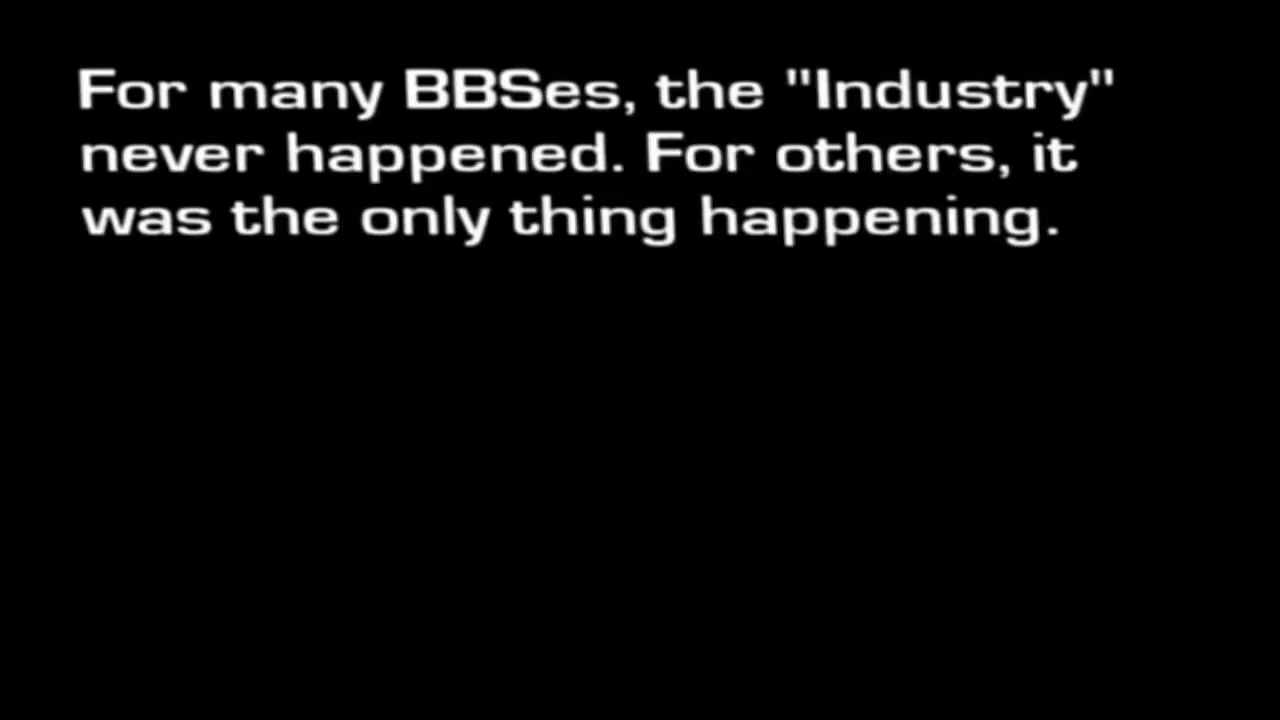 For many BBSes, the "Industry"
never happened. For others, it
was the only thing happening.